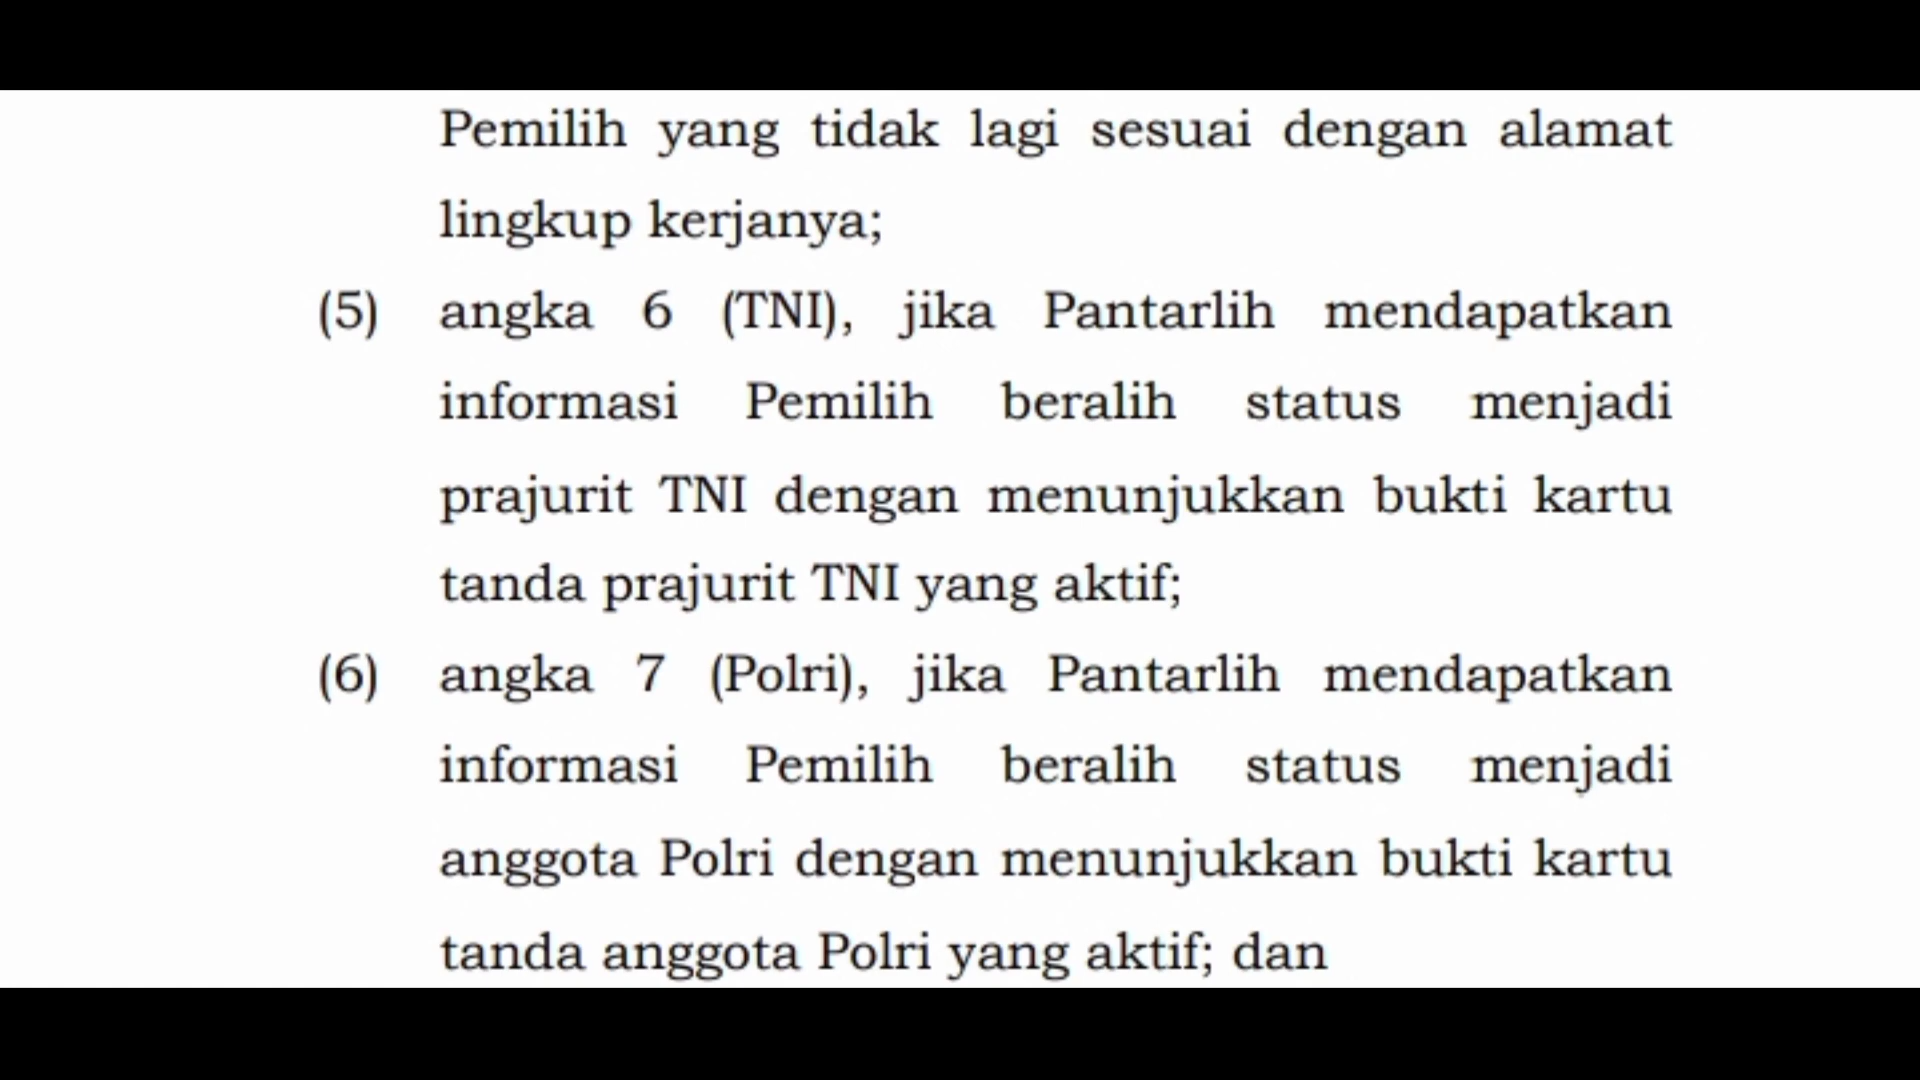 Pemilih yang tidak lagi sesuai dengan alamat
lingkup kerjanya;
(5) angka 6 (TNI), jika Pantarlih mendapatkan
informasi Pemilih beralih status menjadi
prajurit TNI dengan menunjukkan bukti kartu
tanda prajurit TNI yang aktif;
(6) angka 7 (Polri), jika Pantarlih mendapatkan
informasi Pemilih beralih status menjadi
anggota Polri dengan menunjukkan bukti kartu
tanda anggota Polri yang aktif; dan